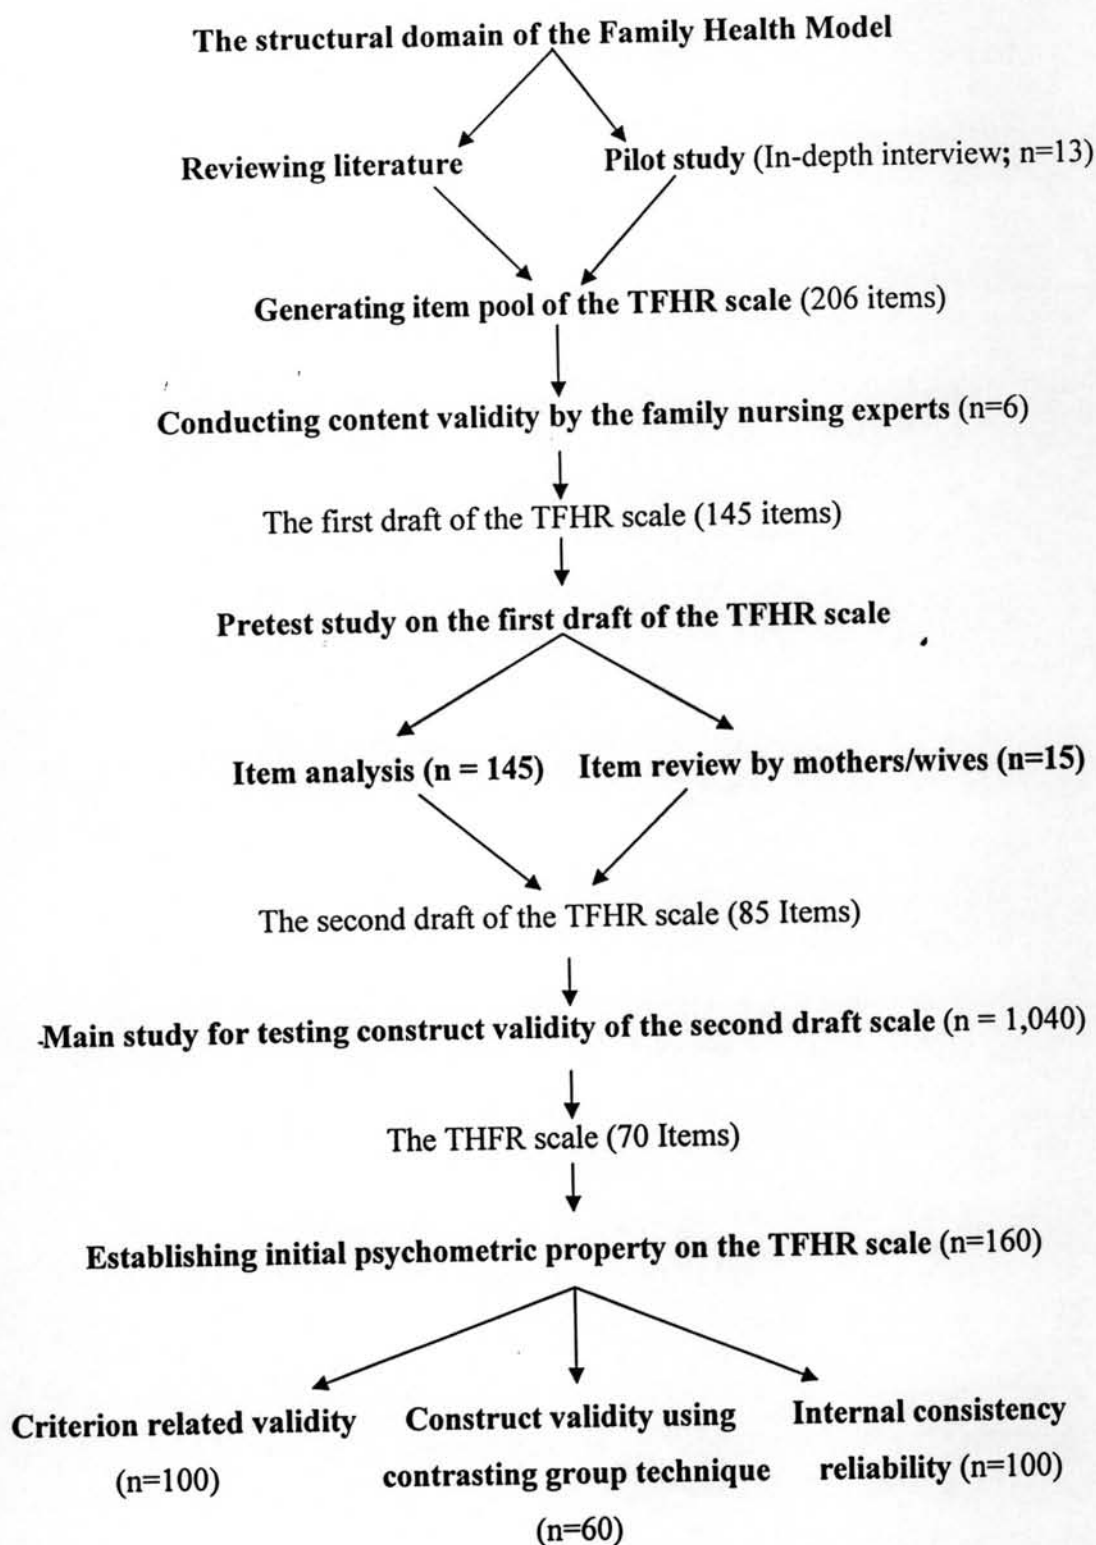 The structural domain of the Family Health Model
Reviewing literature
Pilot study (In-depth interview; n=13)
Generating item pool of the TFHR scale (206 items)
Conducting content validity by the family nursing experts (n=6)
The first draft of the TFHR scale (145 items)
Pretest study on the first draft of the TFHR scale
Item analysis (n = 145)
Item review by mothers/wives (n=15)
The second draft of the TFHR scale (85 Items)
Main study for testing construct validity of the second draft scale (n = 1,040)
The THFR scale (70 Items)
Establishing initial psychometric property on the TFHR scale (n=160)
Criterion related validity
(n=100)
Construct validity using
contrasting group technique
(n=60)
Internal consistency
reliability (n=100)